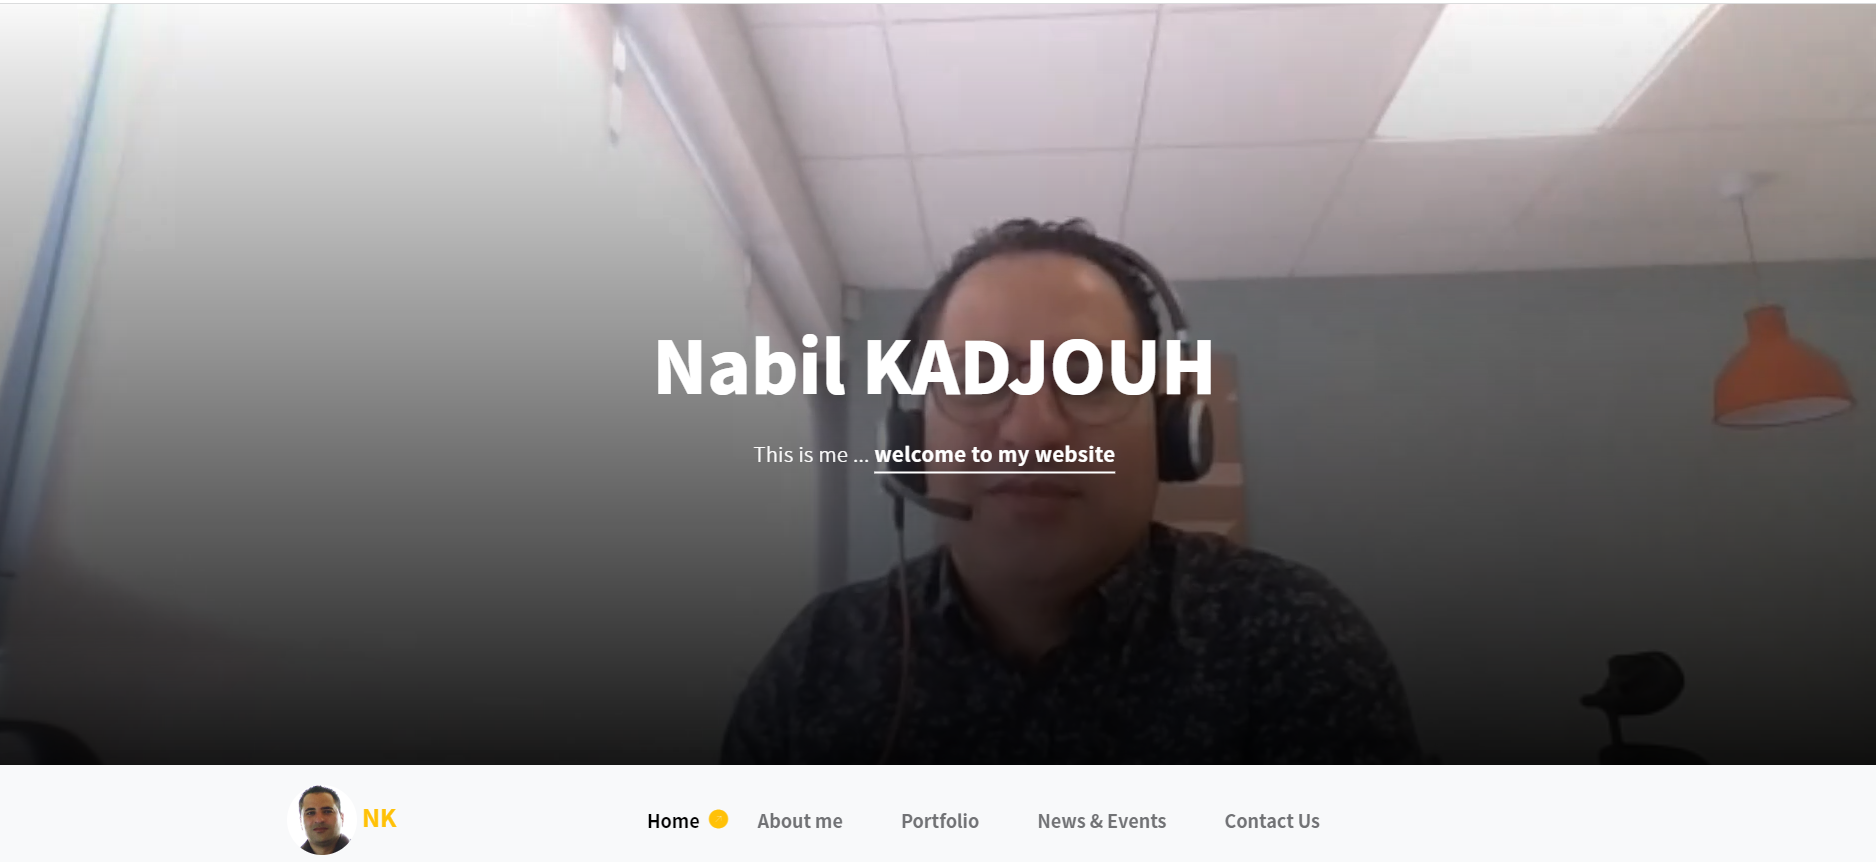 Nabil KADJOUH
This is me ... welcome to my website
NK
Home About me Portfolio News & Events Contact Us